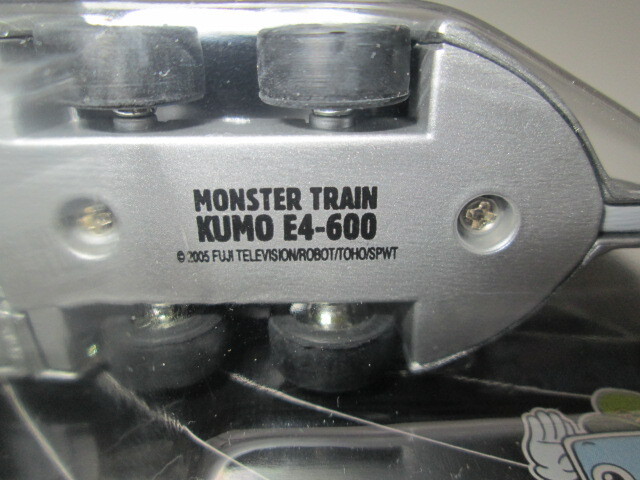 MONSTER TRAIN
KUMO E4-600
© 2005 FUJI TELEVISION/ROBOT/TOHO/SPWT